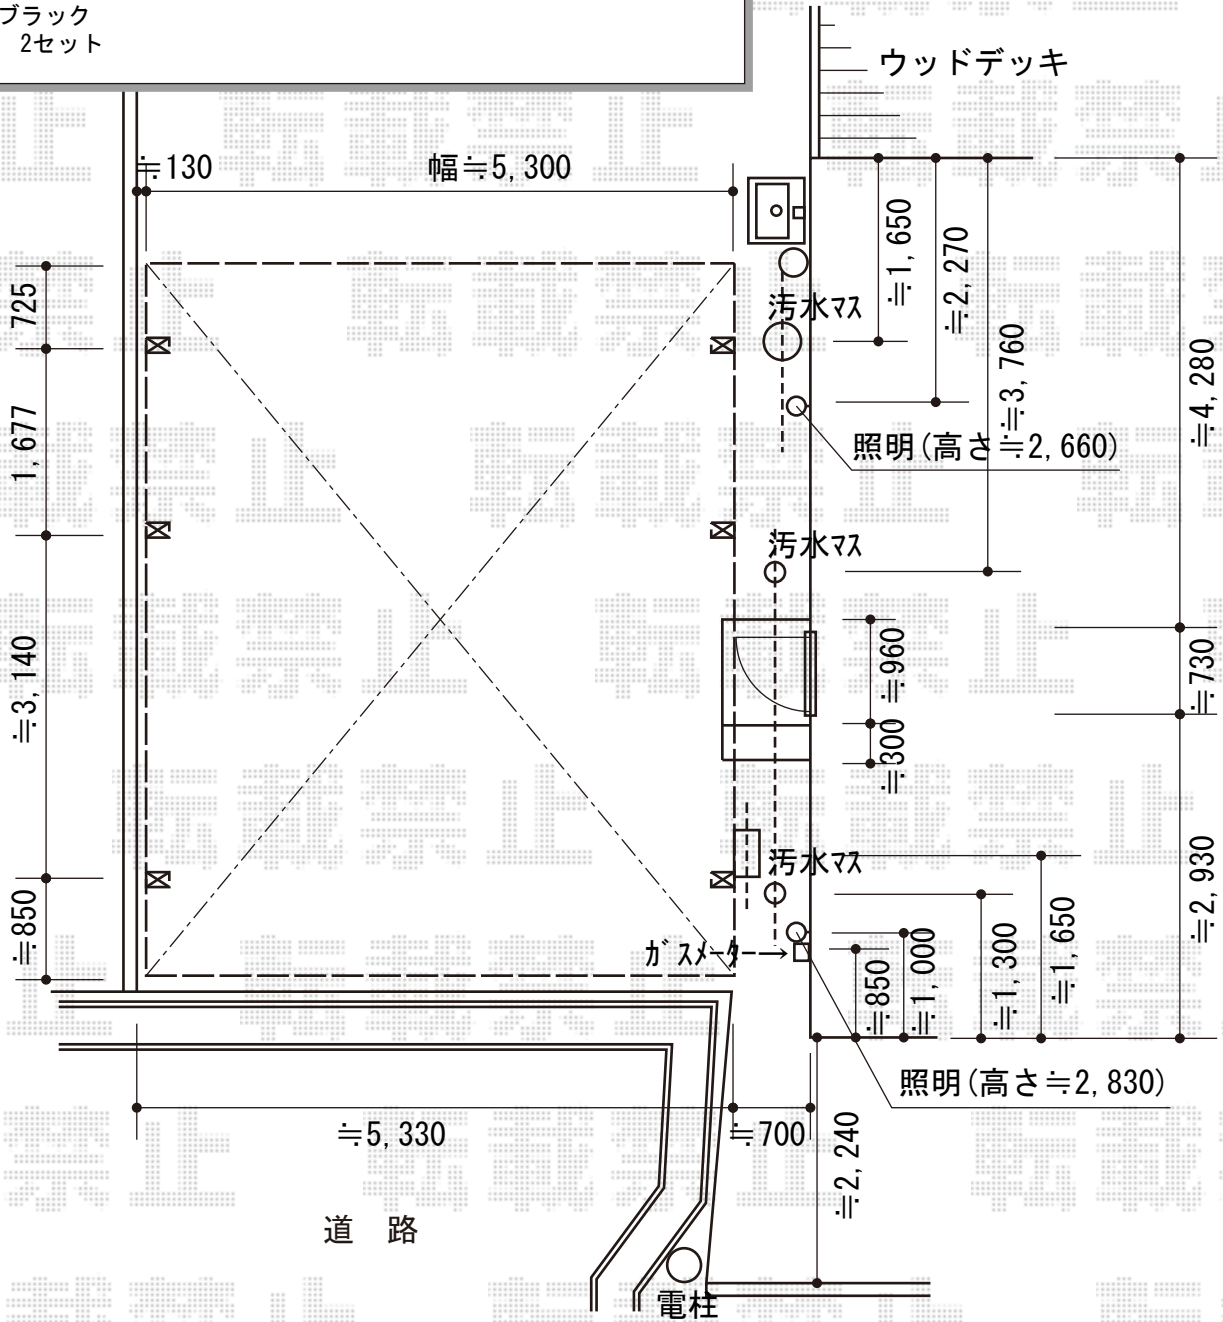 ブラック
2セット
ウッドデッキ
≒130
幅≒5,300
725
1,677
≒3,140
≒850
汚水マス
≒1,650
≒2,270
≒3,760
≒4,280
照明(高さ≒2,660)
汚水マス
≒960
≒730
≒300
汚水マス
ガスメーター
≒850
≒1,000
≒1,300
≒1,650
≒2,930
照明(高さ≒2,830)
≒5,330
≒700
≒2,240
道 路
電柱
転載禁止